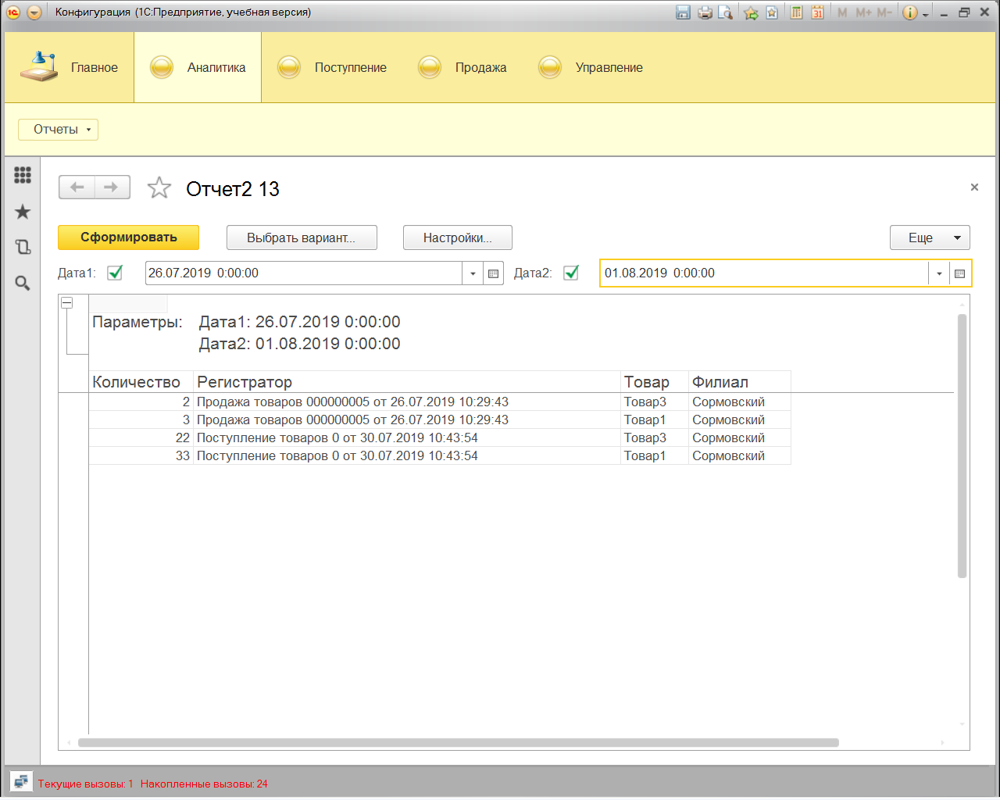 Конфигурация (1С:Предприятие, учебная версия)
M M+ M-
31
Главное Аналитика Поступление Продажа Управление
Отчеты
Отчет2 13
Сформировать Выбрать вариант... Настройки... Еще
Дата1: 26.07.2019 0:00:00 Дата2: 01.08.2019 0:00:00
Параметры: Дата1: 26.07.2019 0:00:00
Дата2: 01.08.2019 0:00:00
Количество Регистратор Товар Филиал
2 Продажа товаров 000000005 от 26.07.2019 10:29:43 Товар3 Сормовский
3 Продажа товаров 000000005 от 26.07.2019 10:29:43 Товар1 Сормовский
22 Поступление товаров 0 от 30.07.2019 10:43:54 Товар3 Сормовский
33 Поступление товаров 0 от 30.07.2019 10:43:54 Товар1 Сормовский
Текущие вызовы: 1 Накопленные вызовы: 24